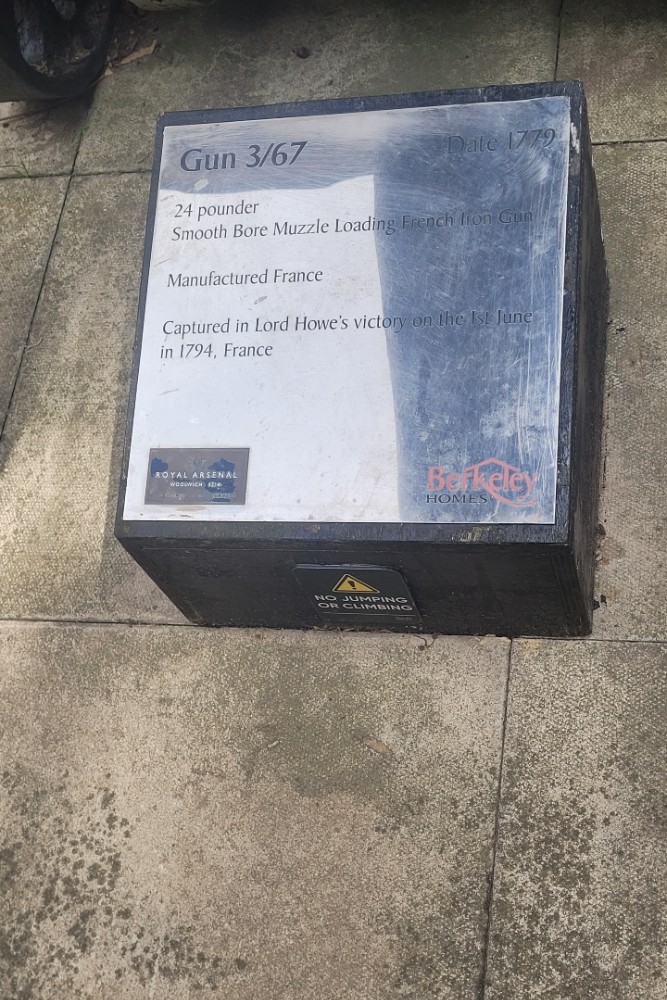 Gun 3/67
Date 1779
24 pounder
Smooth Bore Muzzle Loading French Iron Gun
Manufactured France
Captured in Lord Howe's victory on the 1st June
in 1794, France
ROYAL ARSENAL
WOOLWICH
Berkeley
HOMES
NO JUMPING
OR CLIMBING